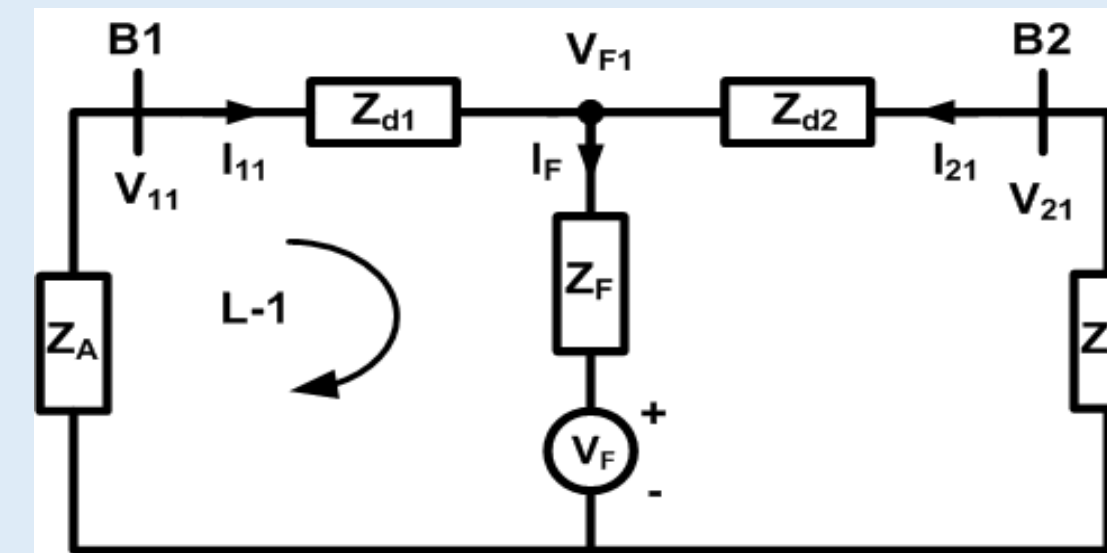 B1
V_F1
B2
Z_d1
Z_d2
I_11
I_F
I_21
V_11
V_21
Z_F
L-1
Z_A
Z
+
V_F
-